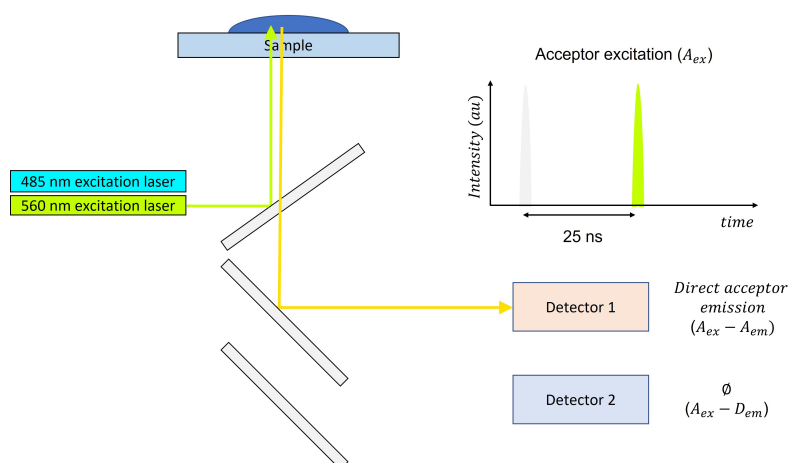 Sample
485 nm excitation laser
560 nm excitation laser
Acceptor excitation (A_ex)
Intensity (au)
time
25 ns
Detector 1
Direct acceptor
emission
(A_ex − A_em)
Detector 2
∅
(A_ex − D_em)